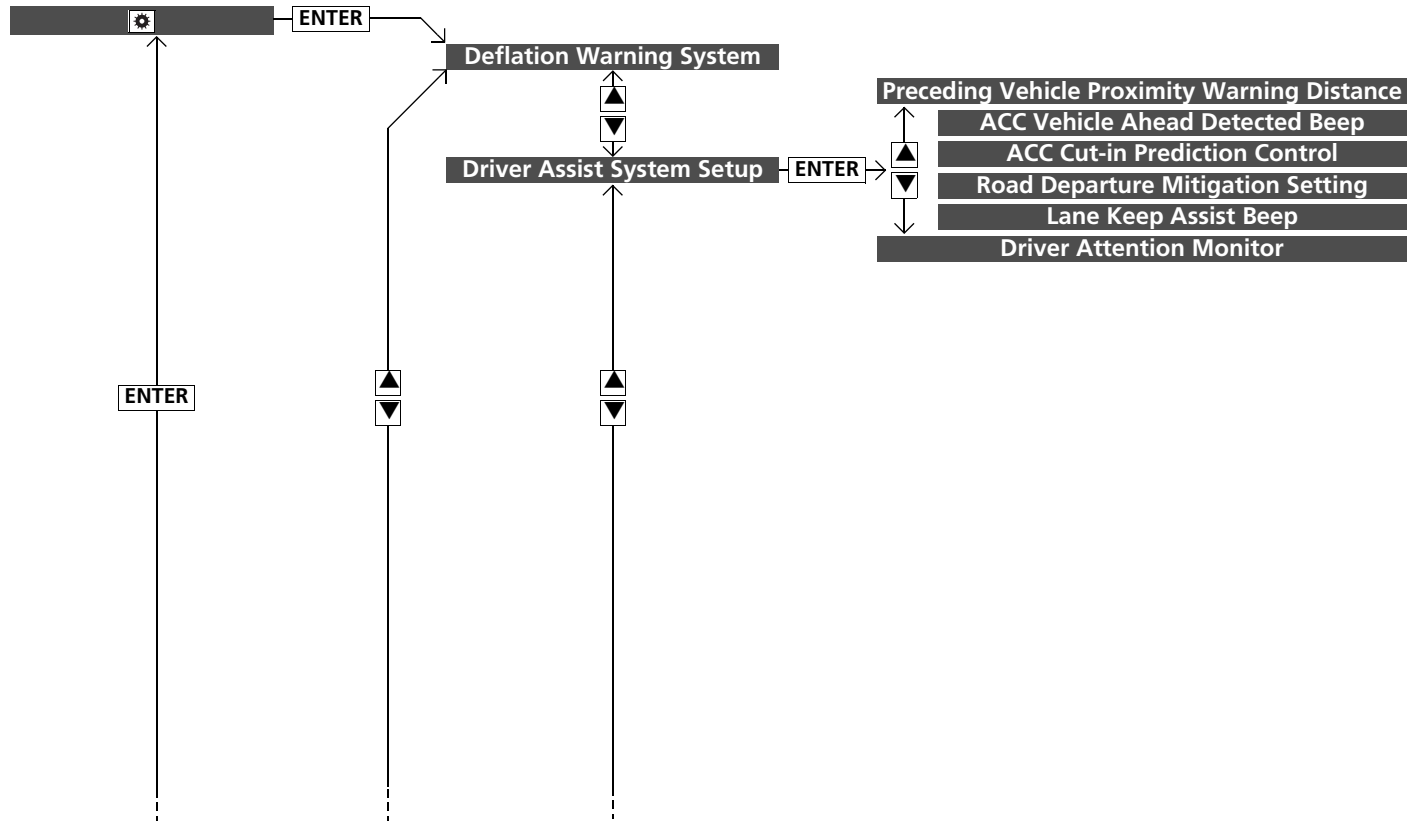 ENTER
Deflation Warning System
Preceding Vehicle Proximity Warning Distance
ACC Vehicle Ahead Detected Beep
ACC Cut-in Prediction Control
Driver Assist System Setup
ENTER
Road Departure Mitigation Setting
Lane Keep Assist Beep
Driver Attention Monitor
ENTER